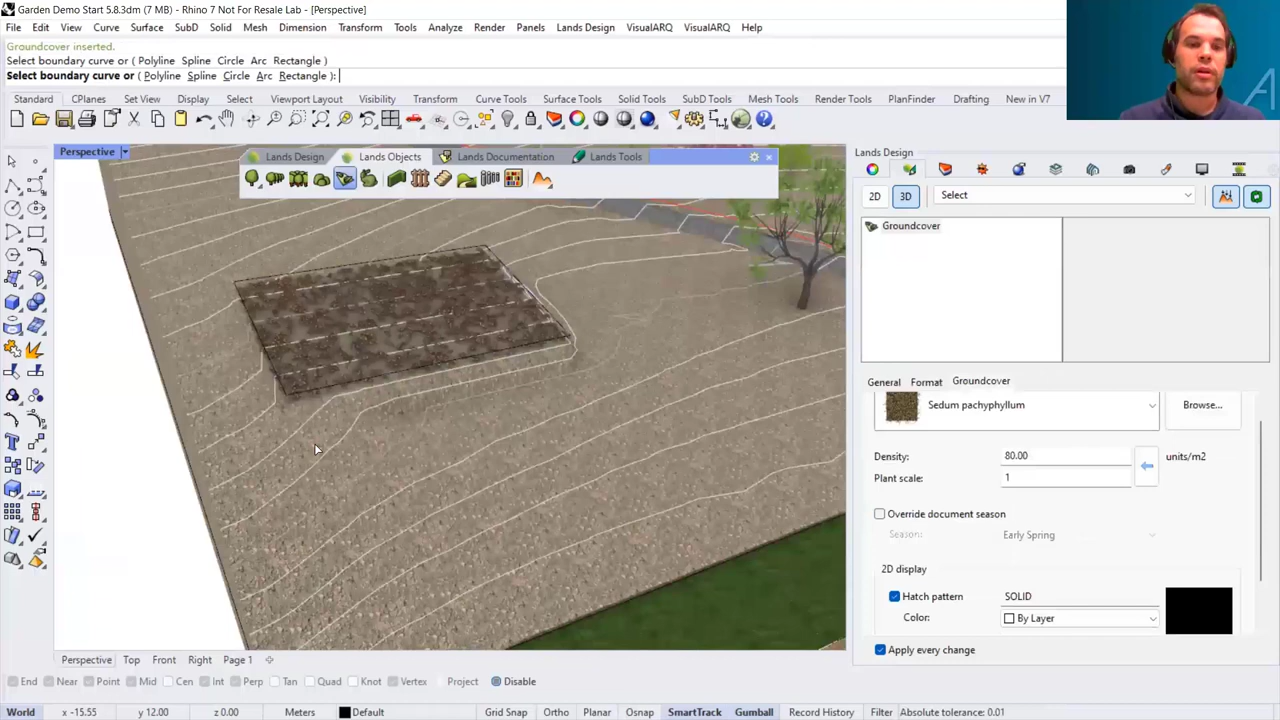 Garden Demo Start 5.8.3dm (7 MB) - Rhino 7 Not For Resale Lab - [Perspective]
File Edit View Curve Surface SubD Solid Mesh Dimension Transform Tools Analyze Render Panels Lands Design VisualARQ VisualARQ Help
Groundcover inserted.
Select boundary curve or ( Polyline Spline Circle Arc Rectangle )
Select boundary curve or ( Polyline Spline Circle Arc Rectangle ):
Standard CPlanes Set View Display Select Viewport Layout Visibility Transform Curve Tools Surface Tools Solid Tools SubD Tools Mesh Tools Render Tools PlanFinder Drafting New in V7
Perspective
Lands Design Lands Objects Lands Documentation Lands Tools
Lands Design
2D 3D Select
Groundcover
General Format Groundcover
Sedum pachyphyllum Browse...
Density: 80.00 units/m2
Plant scale: 1
Override document season
Season: Early Spring
2D display
Hatch pattern SOLID
Color: By Layer
Apply every change
Perspective Top Front Right Page 1
End Near Point Mid Cen Int Perp Tan Quad Knot Vertex Project Disable
World x -15.55 y 12.00 z 0.00 Meters Default Grid Snap Ortho Planar Osnap SmartTrack Gumball Record History Filter Absolute tolerance: 0.01